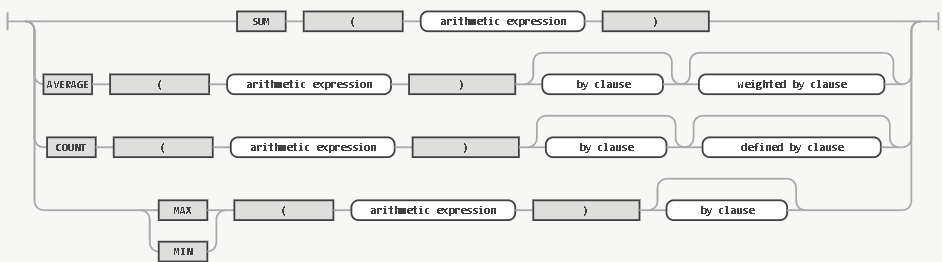 SUM ( arithmetic expression )
AVERAGE ( arithmetic expression ) by clause weighted by clause
COUNT ( arithmetic expression ) by clause defined by clause
MAX ( arithmetic expression ) by clause
MIN